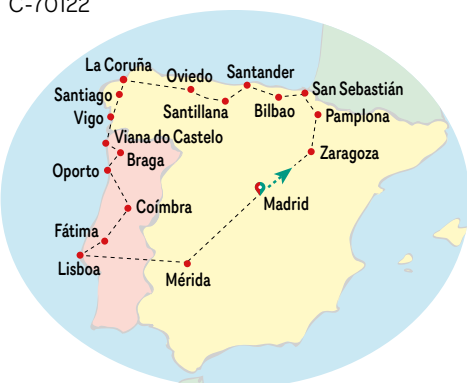 C-70122
La Coruña
Oviedo
Santander
San Sebastián
Santiago
Santillana
Bilbao
Pamplona
Vigo
Viana do Castelo
Braga
Zaragoza
Oporto
Madrid
Coímbra
Fátima
Lisboa
Mérida